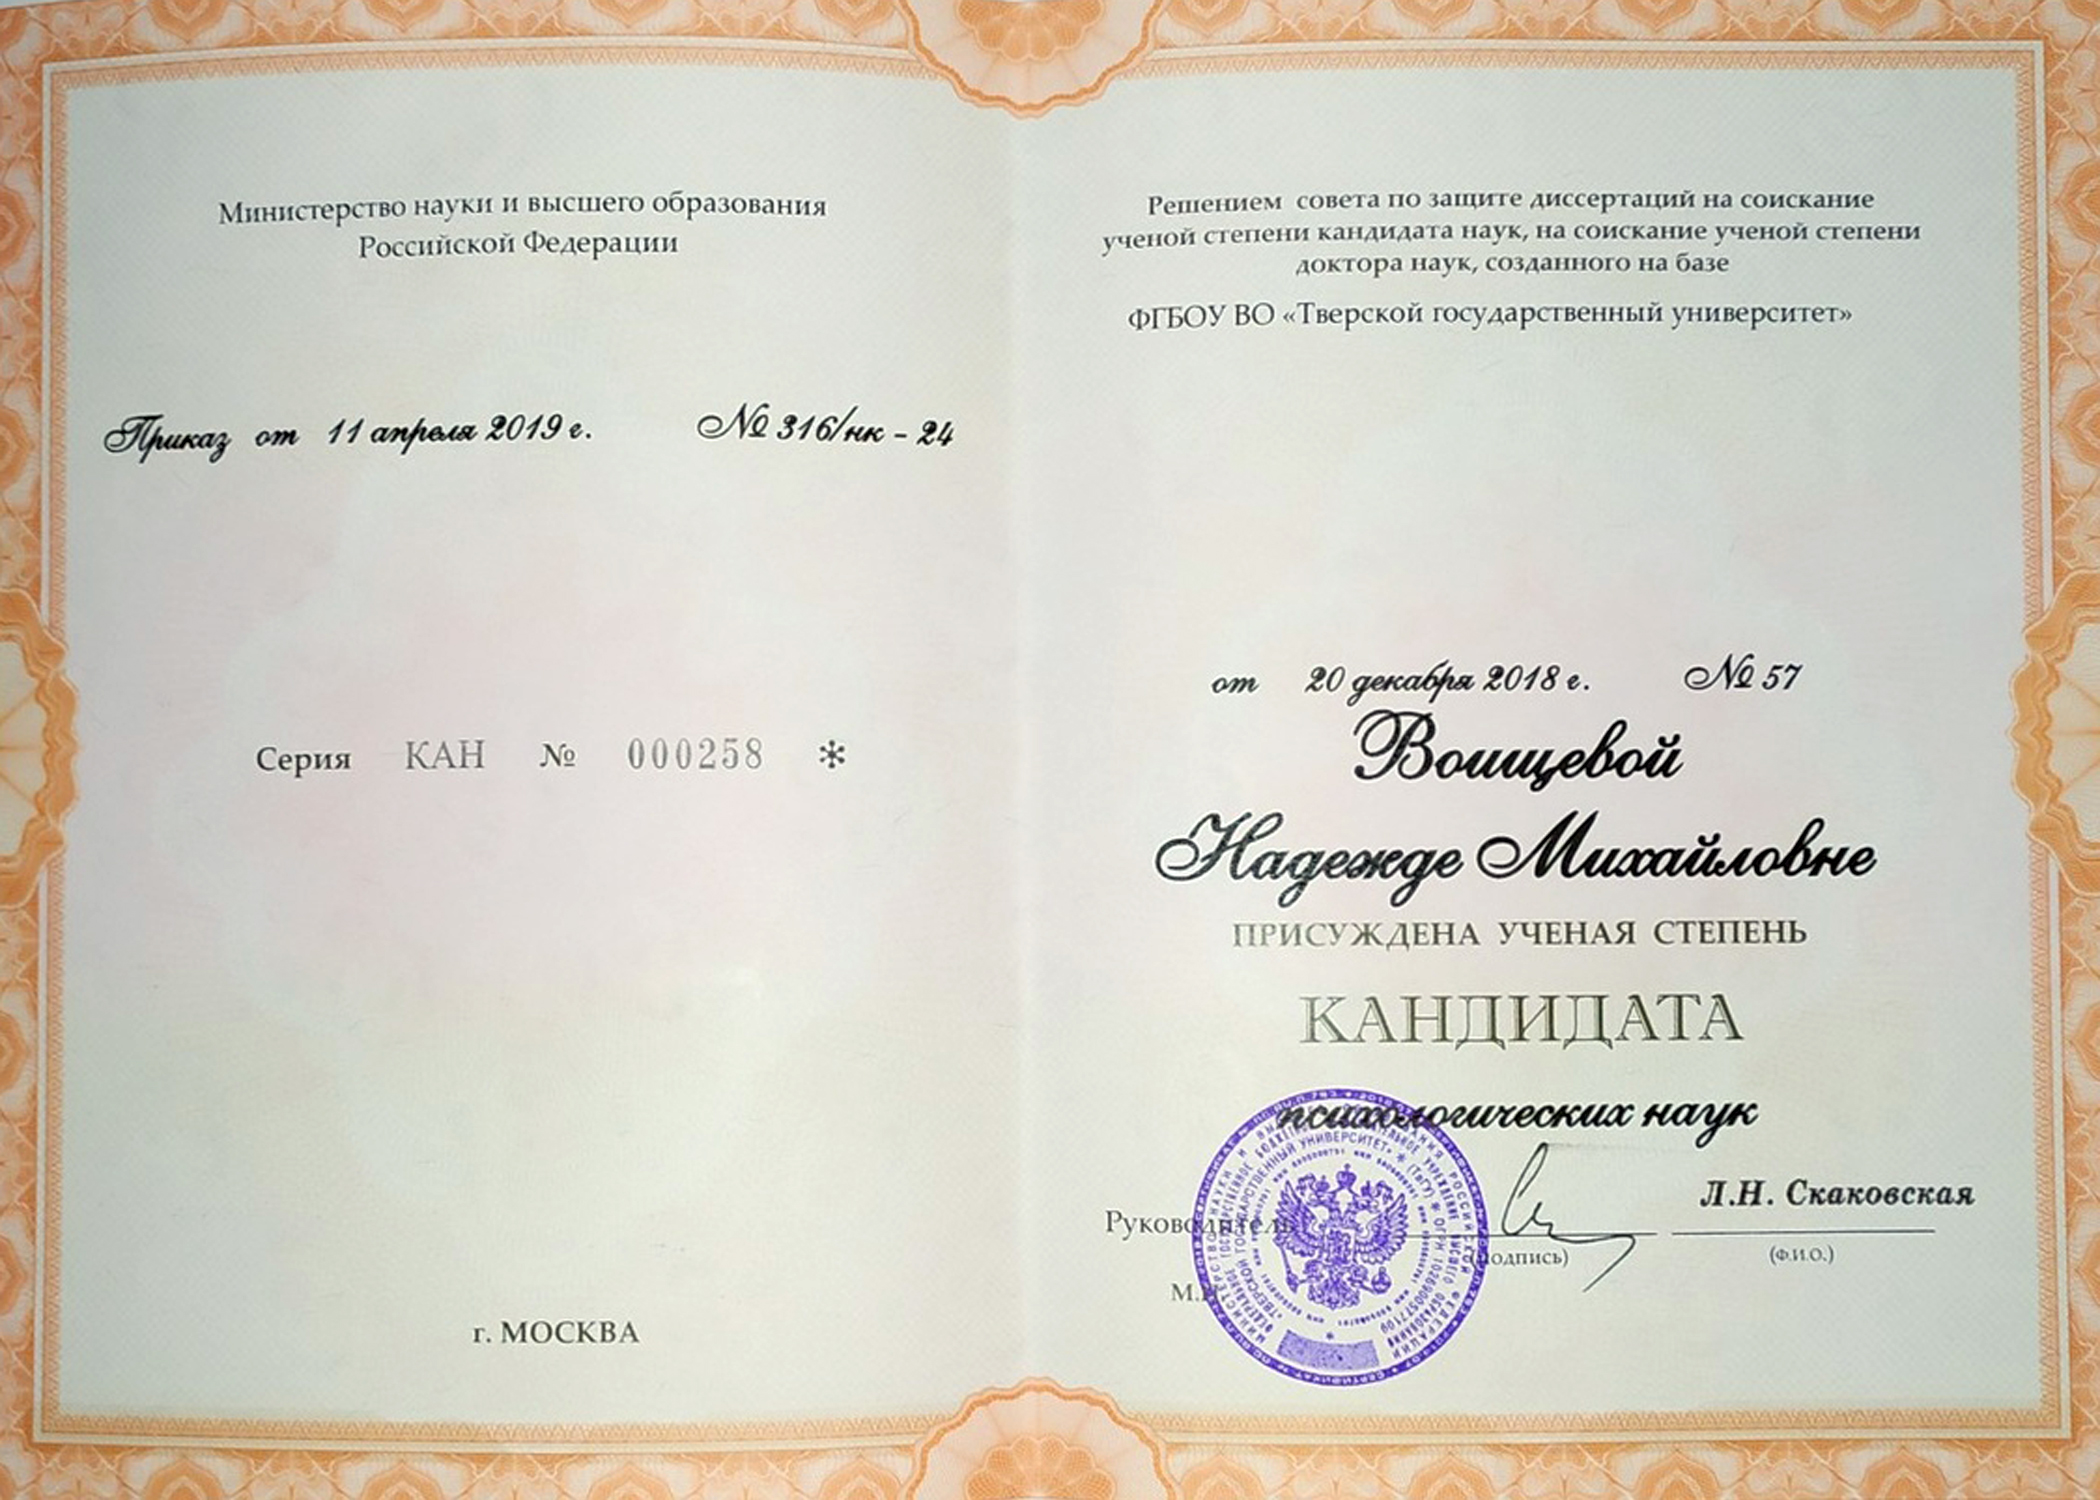 Министерство науки и высшего образования
Российской Федерации
Приказ от 11 апреля 2019 г. № 316/нк - 24
Серия КАН № 000258 *
г. МОСКВА
Решением совета по защите диссертаций на соискание
ученой степени кандидата наук, на соискание ученой степени
доктора наук, созданного на базе
ФГБОУ ВО «Тверской государственный университет»
от 20 декабря 2018 г. № 57
Воищевой
Надежде Михайловне
ПРИСУЖДЕНА УЧЕНАЯ СТЕПЕНЬ
КАНДИДАТА
психологических наук
Руководитель
Л.Н. Скаковская
(подпись) (Ф.И.О.)
М.П.